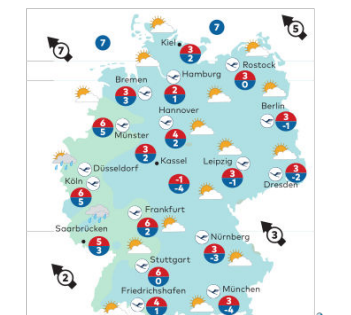 5
7
7
7
Kiel
3
2
Rostock
3
0
Hamburg
2
1
Bremen
3
3
Hannover
4
2
Berlin
3
-1
6
5
Münster
3
2
Kassel
Leipzig
3
-1
3
-2
Dresden
Düsseldorf
Köln
6
5
-1
-4
Frankfurt
6
2
Saarbrücken
5
3
Nürnberg
3
-3
3
2
Stuttgart
6
0
Friedrichshafen
4
1
München
3
-4